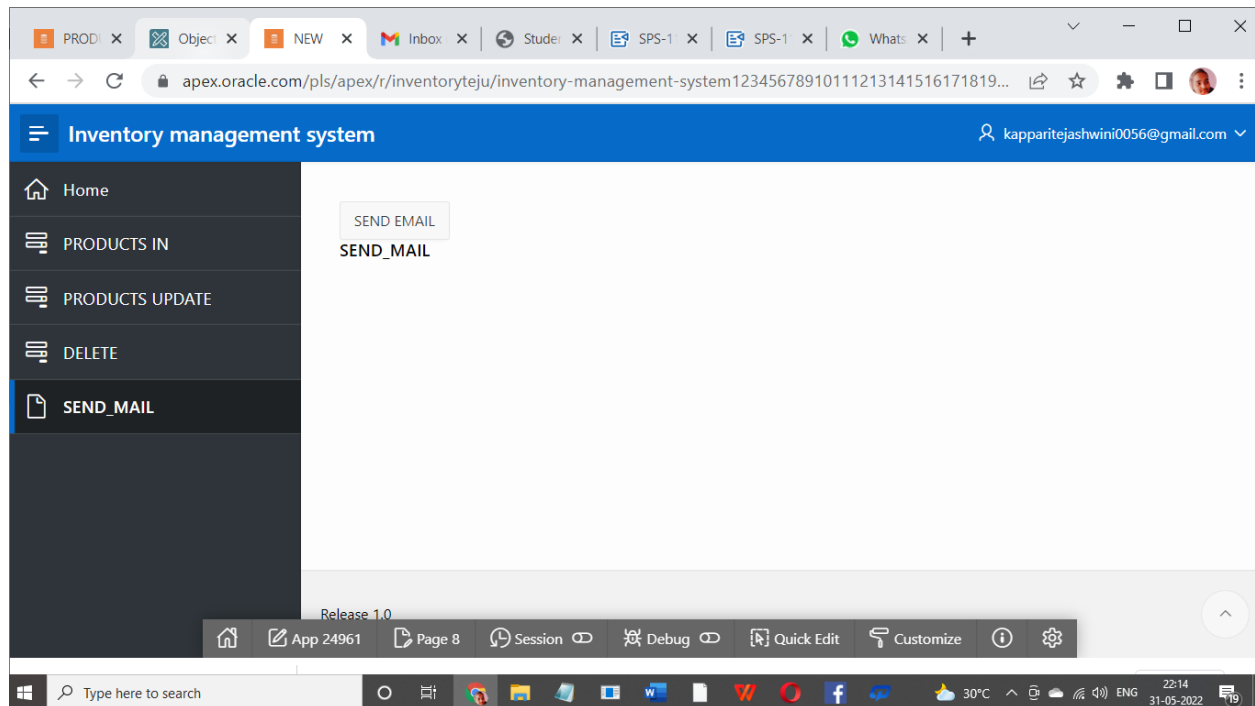 PRODU
Object
NEW
Inbox
Studen
SPS-1
SPS-1
Whats
apex.oracle.com/pls/apex/r/inventoryteju/inventory-management-system12345678910111213141516171819...
Inventory management system
kapparitejashwini0056@gmail.com
Home
PRODUCTS IN
PRODUCTS UPDATE
DELETE
SEND_MAIL
SEND EMAIL
SEND_MAIL
Release 1.0
App 24961 Page 8 Session Debug Quick Edit Customize
Type here to search
30°C ENG 22:14
31-05-2022 19